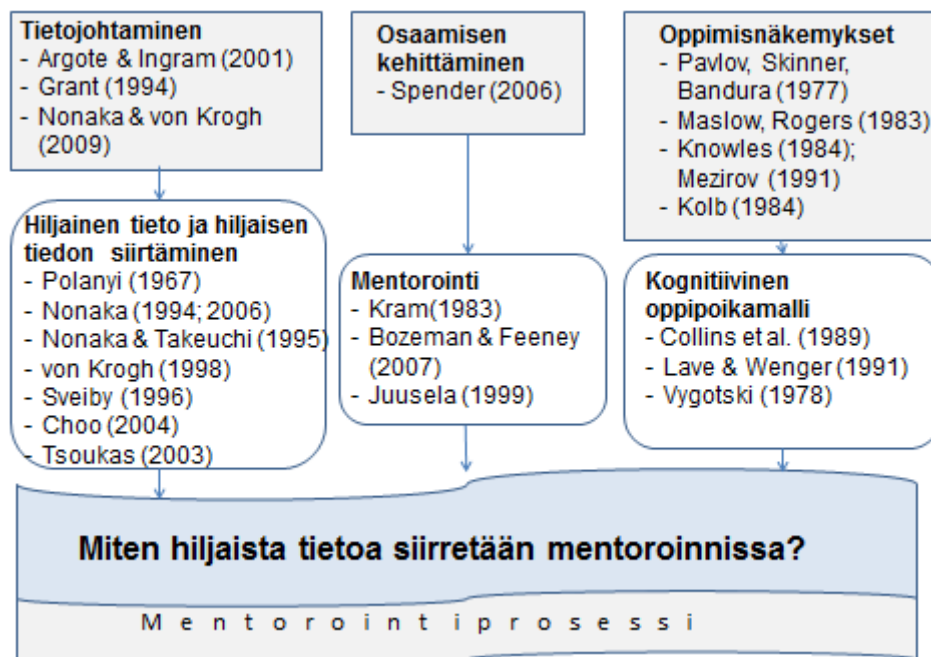 Tietojohtaminen
- Argote & Ingram (2001)
- Grant (1994)
- Nonaka & von Krogh
(2009)
Osaamisen
kehittäminen
- Spender (2006)
Oppimisnäkemykset
- Pavlov, Skinner,
Bandura (1977)
- Maslow, Rogers (1983)
- Knowles (1984);
Mezirov (1991)
- Kolb (1984)
Hiljainen tieto ja hiljaisen
tiedon siirtäminen
- Polanyi (1967)
- Nonaka (1994; 2006)
- Nonaka & Takeuchi (1995)
- von Krogh (1998)
- Sveiby (1996)
- Choo (2004)
- Tsoukas (2003)
Mentorointi
- Kram(1983)
- Bozeman & Feeney
(2007)
- Juusela (1999)
Kognitiivinen
oppipoikamalli
- Collins et al. (1989)
- Lave & Wenger (1991)
- Vygotski (1978)
Miten hiljaista tietoa siirretään mentoroinnissa?
M e n t o r o i n t i p r o s e s s i